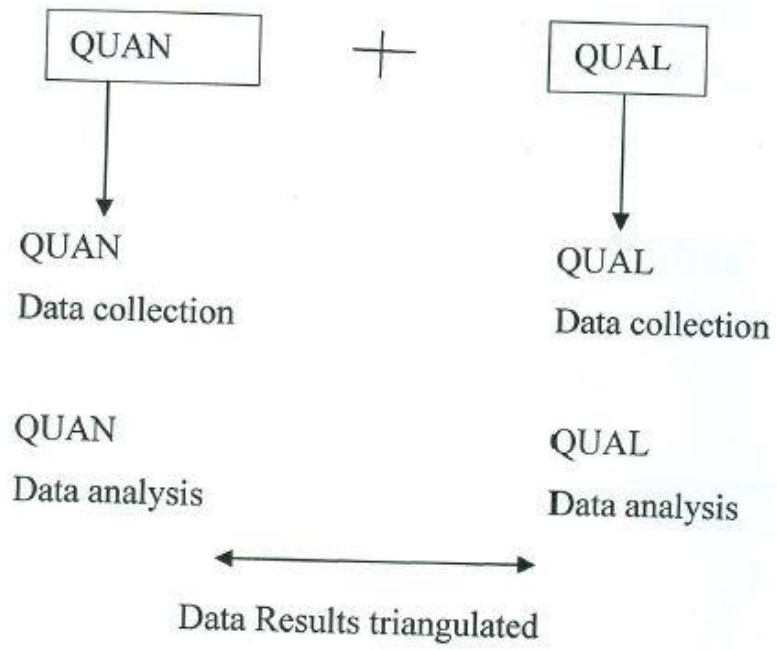 QUAN + QUAL
QUAN
Data collection
QUAL
Data collection
QUAN
Data analysis
QUAL
Data analysis
Data Results triangulated